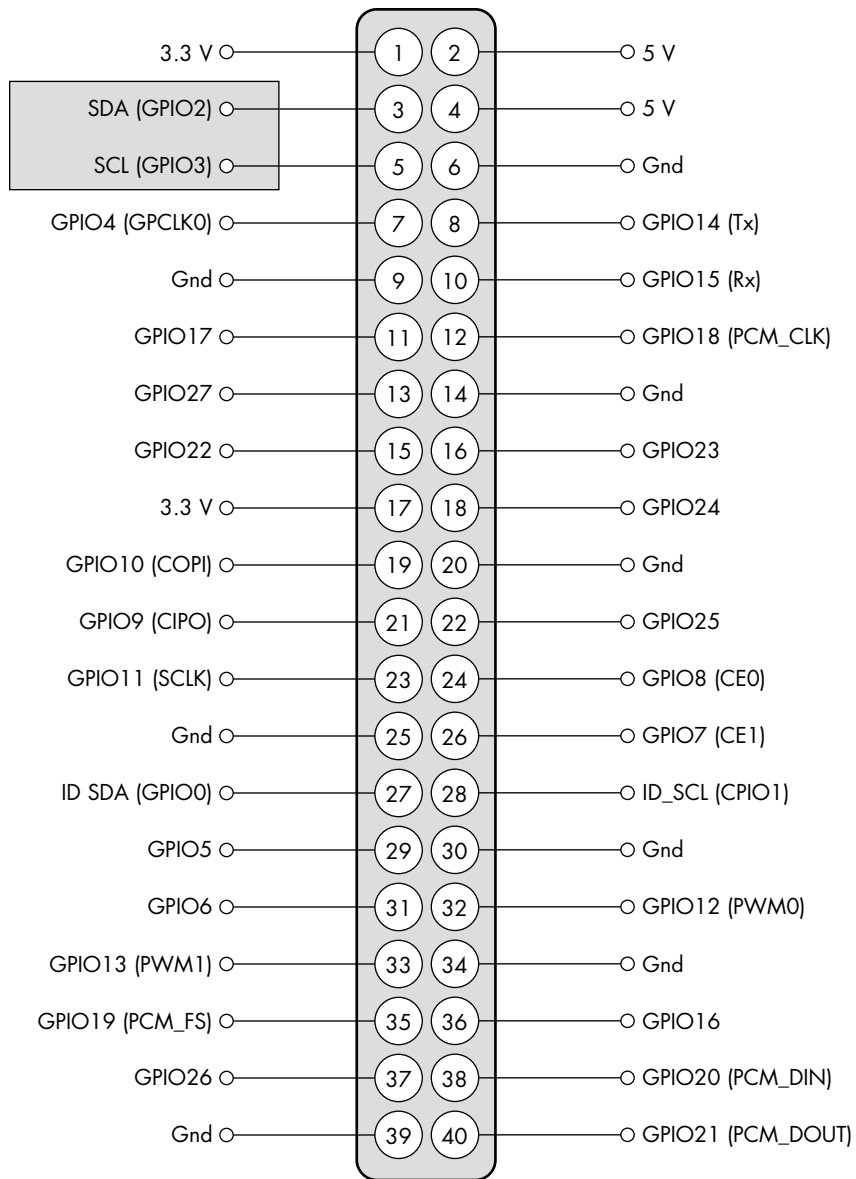 3.3 V 1 2 5 V
SDA (GPIO2) 3 4 5 V
SCL (GPIO3) 5 6 Gnd
GPIO4 (GPCLK0) 7 8 GPIO14 (Tx)
Gnd 9 10 GPIO15 (Rx)
GPIO17 11 12 GPIO18 (PCM_CLK)
GPIO27 13 14 Gnd
GPIO22 15 16 GPIO23
3.3 V 17 18 GPIO24
GPIO10 (COPI) 19 20 Gnd
GPIO9 (CIPO) 21 22 GPIO25
GPIO11 (SCLK) 23 24 GPIO8 (CE0)
Gnd 25 26 GPIO7 (CE1)
ID SDA (GPIO0) 27 28 ID_SCL (CPIO1)
GPIO5 29 30 Gnd
GPIO6 31 32 GPIO12 (PWM0)
GPIO13 (PWM1) 33 34 Gnd
GPIO19 (PCM_FS) 35 36 GPIO16
GPIO26 37 38 GPIO20 (PCM_DIN)
Gnd 39 40 GPIO21 (PCM_DOUT)